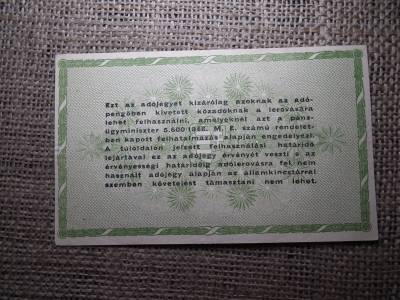 Ezt az adójegyet kizárólag azoknak az adó-
pengőben kivetett közadóknak a lerovására
lehet felhasználni, amelyeknél azt a pénz-
ügyminiszter 5.600/1946. M. E. számú rendelet-
ben kapott felhatalmazás alapján engedélyezi.
A túloldalon jelzett felhasználási határidő
lejártával ez az adójegy érvényét veszti s az
érvényességi határidőig adólerovásra fel nem
használt adójegy alapján az államkincstárral
szemben követelést támasztani nem lehet.